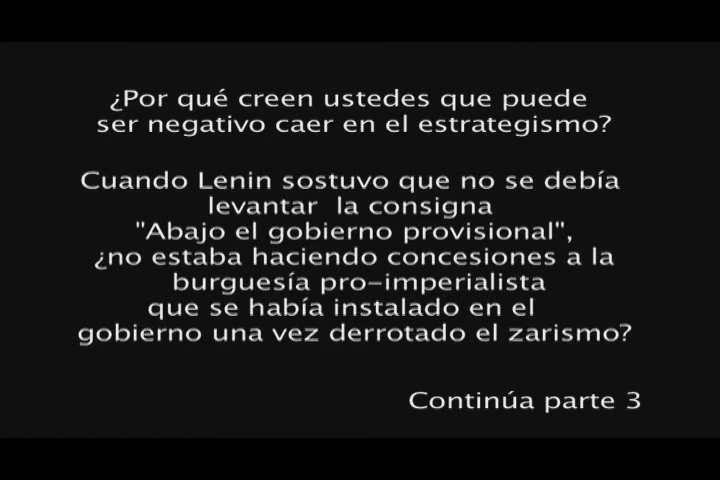 ¿Por qué creen ustedes que puede
ser negativo caer en el estrategismo?
Cuando Lenin sostuvo que no se debía
levantar la consigna
"Abajo el gobierno provisional",
¿no estaba haciendo concesiones a la
burguesía pro-imperialista
que se había instalado en el
gobierno una vez derrotado el zarismo?
Continúa parte 3